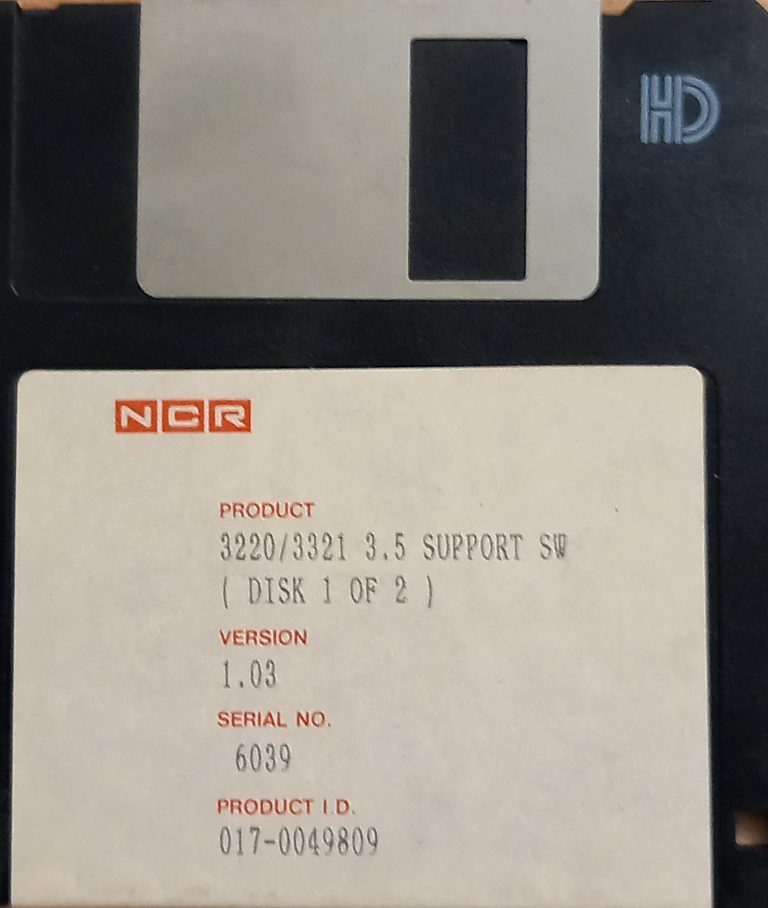 HD
NCR
PRODUCT
3220/3321 3.5 SUPPORT SW
( DISK 1 OF 2 )
VERSION
1.03
SERIAL NO.
6039
PRODUCT I.D.
017-0049809